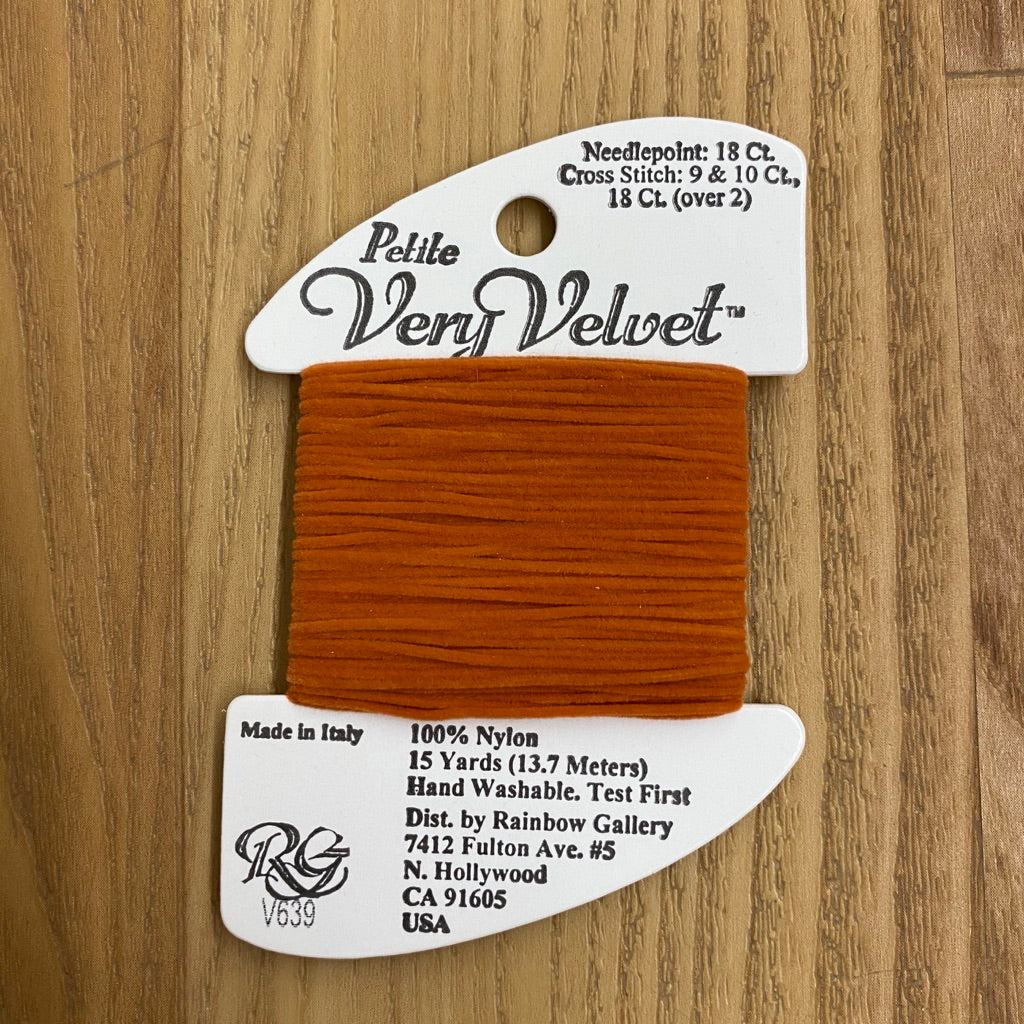 Needlepoint: 18 Ct.
Cross Stitch: 9 & 10 Ct.,
18 Ct. (over 2)
Petite
Very Velvet™
Made in Italy
100% Nylon
15 Yards (13.7 Meters)
Hand Washable. Test First
Dist. by Rainbow Gallery
7412 Fulton Ave. #5
N. Hollywood
CA 91605
USA
RG
V639